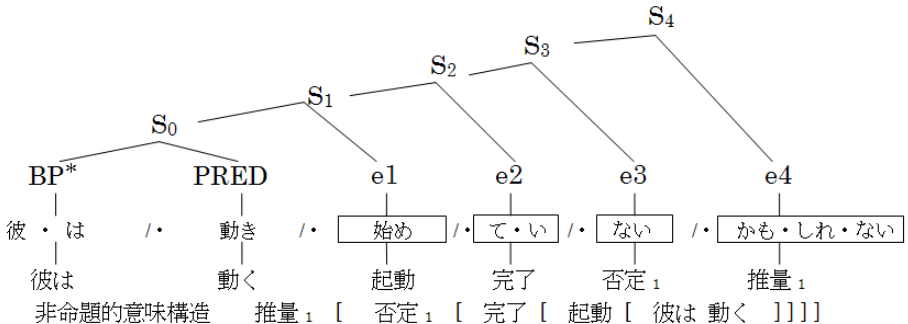 S4
S3
S2
S1
S0
BP* PRED e1 e2 e3 e4
彼 ・ は /・ 動き /・ 始め /・ て・い /・ ない /・ かも・しれ・ない
彼は 動く 起動 完了 否定 1 推量 1
非命題的意味構造 推量 1 [ 否定 1 [ 完了 [ 起動 [ 彼は 動く ]]]]